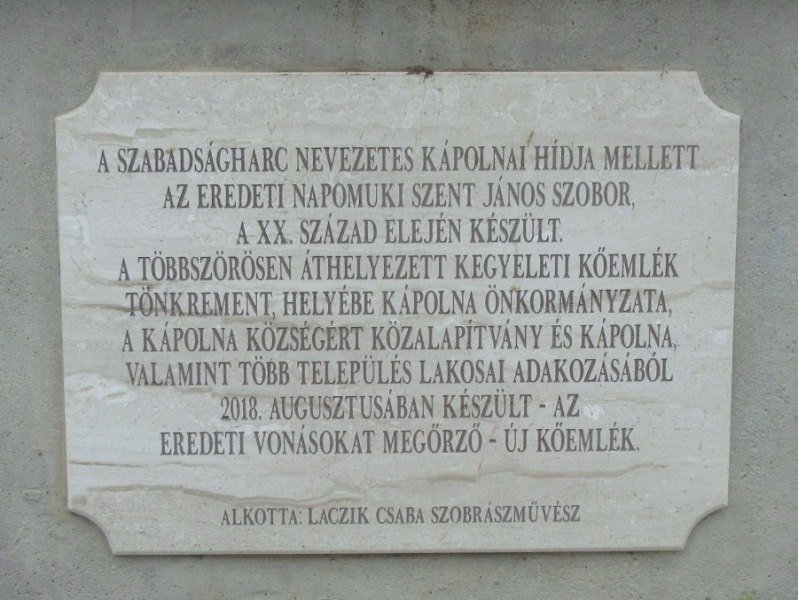 A SZABADSÁGHARC NEVEZETES KÁPOLNAI HÍDJA MELLETT
AZ EREDETI NAPOMUKI SZENT JÁNOS SZOBOR,
A XX. SZÁZAD ELEJÉN KÉSZÜLT.
A TÖBBSZÖRÖSEN ÁTHELYEZETT KEGYELETI KŐEMLÉK
TÖNKREMENT, HELYÉBE KÁPOLNA ÖNKORMÁNYZATA,
A KÁPOLNA KÖZSÉGÉRT KÖZALAPÍTVÁNY ÉS KÁPOLNA,
VALAMINT TÖBB TELEPÜLÉS LAKOSAI ADAKOZÁSÁBÓL
2018. AUGUSZTUSÁBAN KÉSZÜLT - AZ
EREDETI VONÁSOKAT MEGŐRZŐ - ÚJ KŐEMLÉK.
ALKOTTA: LACZIK CSABA SZOBRÁSZMŰVÉSZ